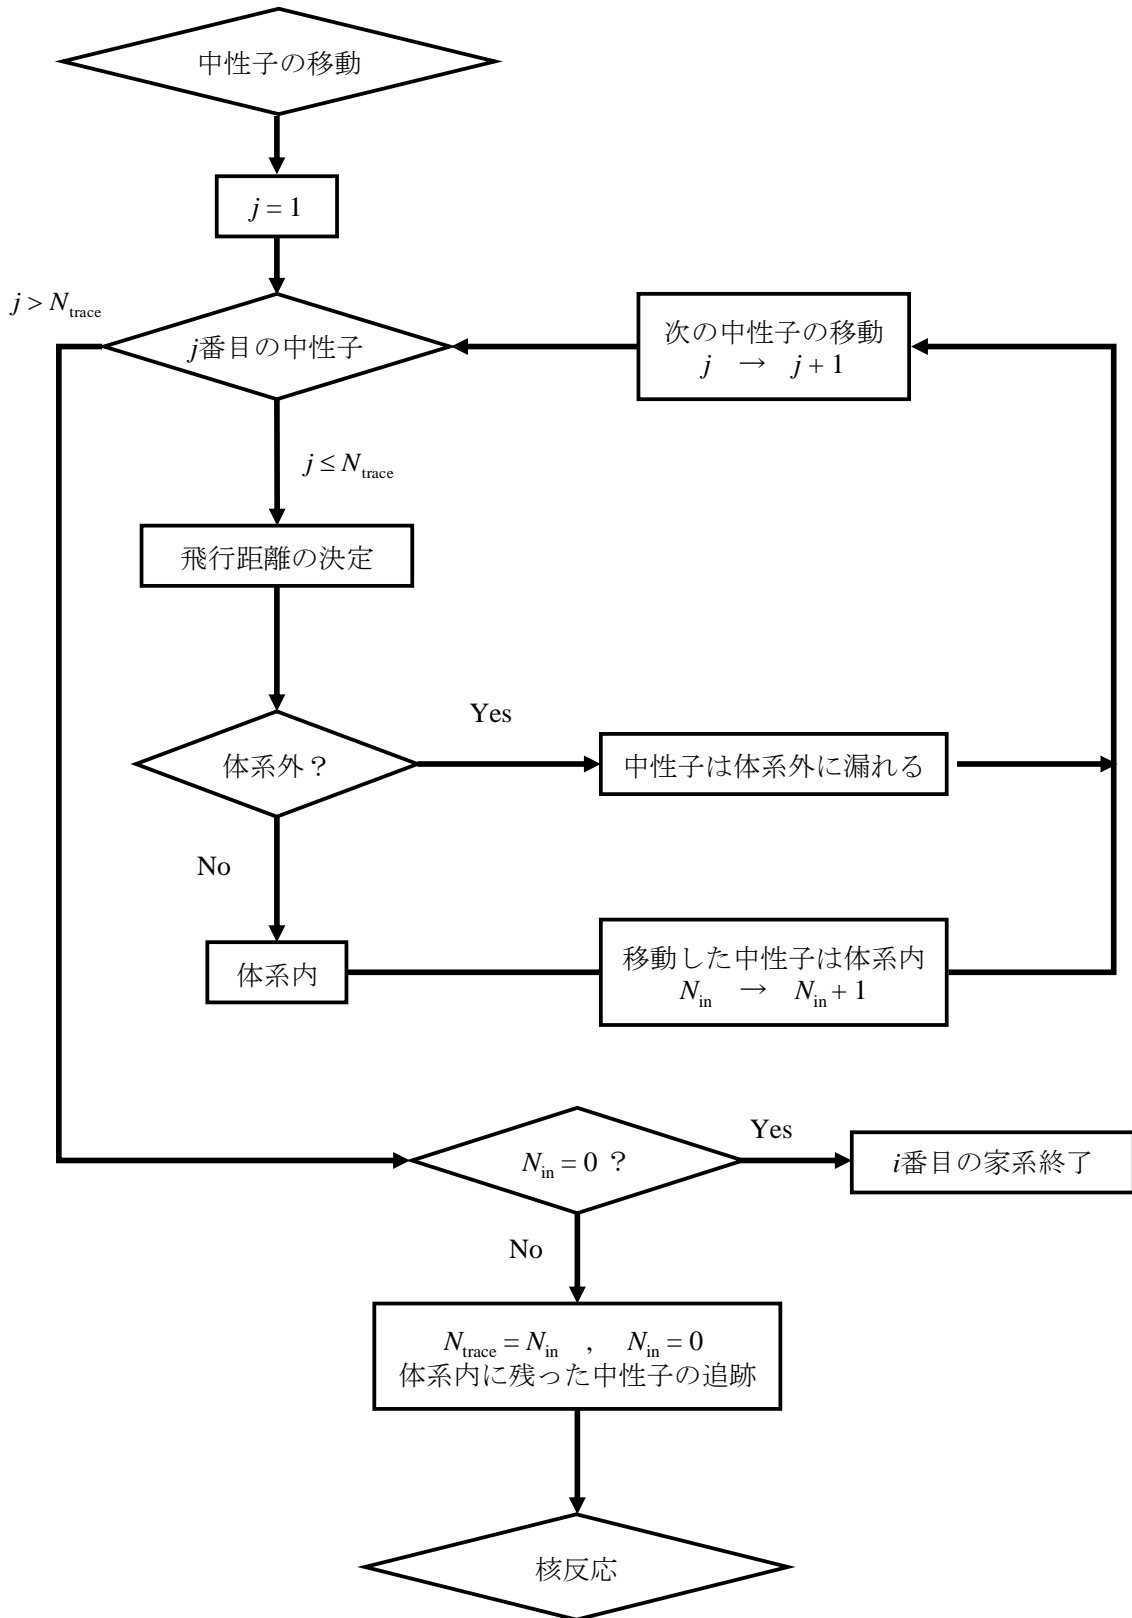 中性子の移動
j = 1
j > N_trace
j番目の中性子
次の中性子の移動
j → j + 1
j ≤ N_trace
飛行距離の決定
体系外？
Yes
中性子は体系外に漏れる
No
体系内
移動した中性子は体系内
N_in → N_in + 1
N_in = 0 ？
Yes
i番目の家系終了
No
N_trace = N_in , N_in = 0
体系内に残った中性子の追跡
核反応